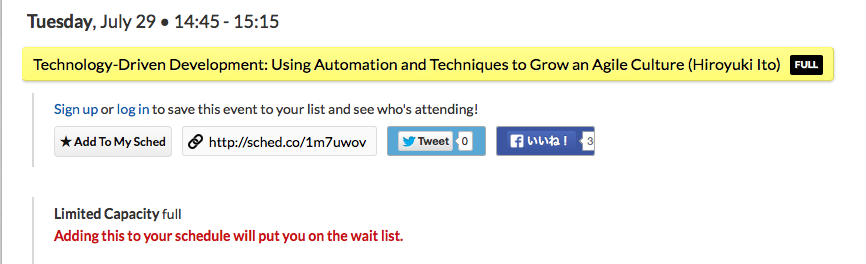 Tuesday, July 29 • 14:45 - 15:15
Technology-Driven Development: Using Automation and Techniques to Grow an Agile Culture (Hiroyuki Ito) FULL
Sign up or log in to save this event to your list and see who's attending!
★ Add To My Sched http://sched.co/1m7uwov Tweet 0 いいね！ 3
Limited Capacity full
Adding this to your schedule will put you on the wait list.